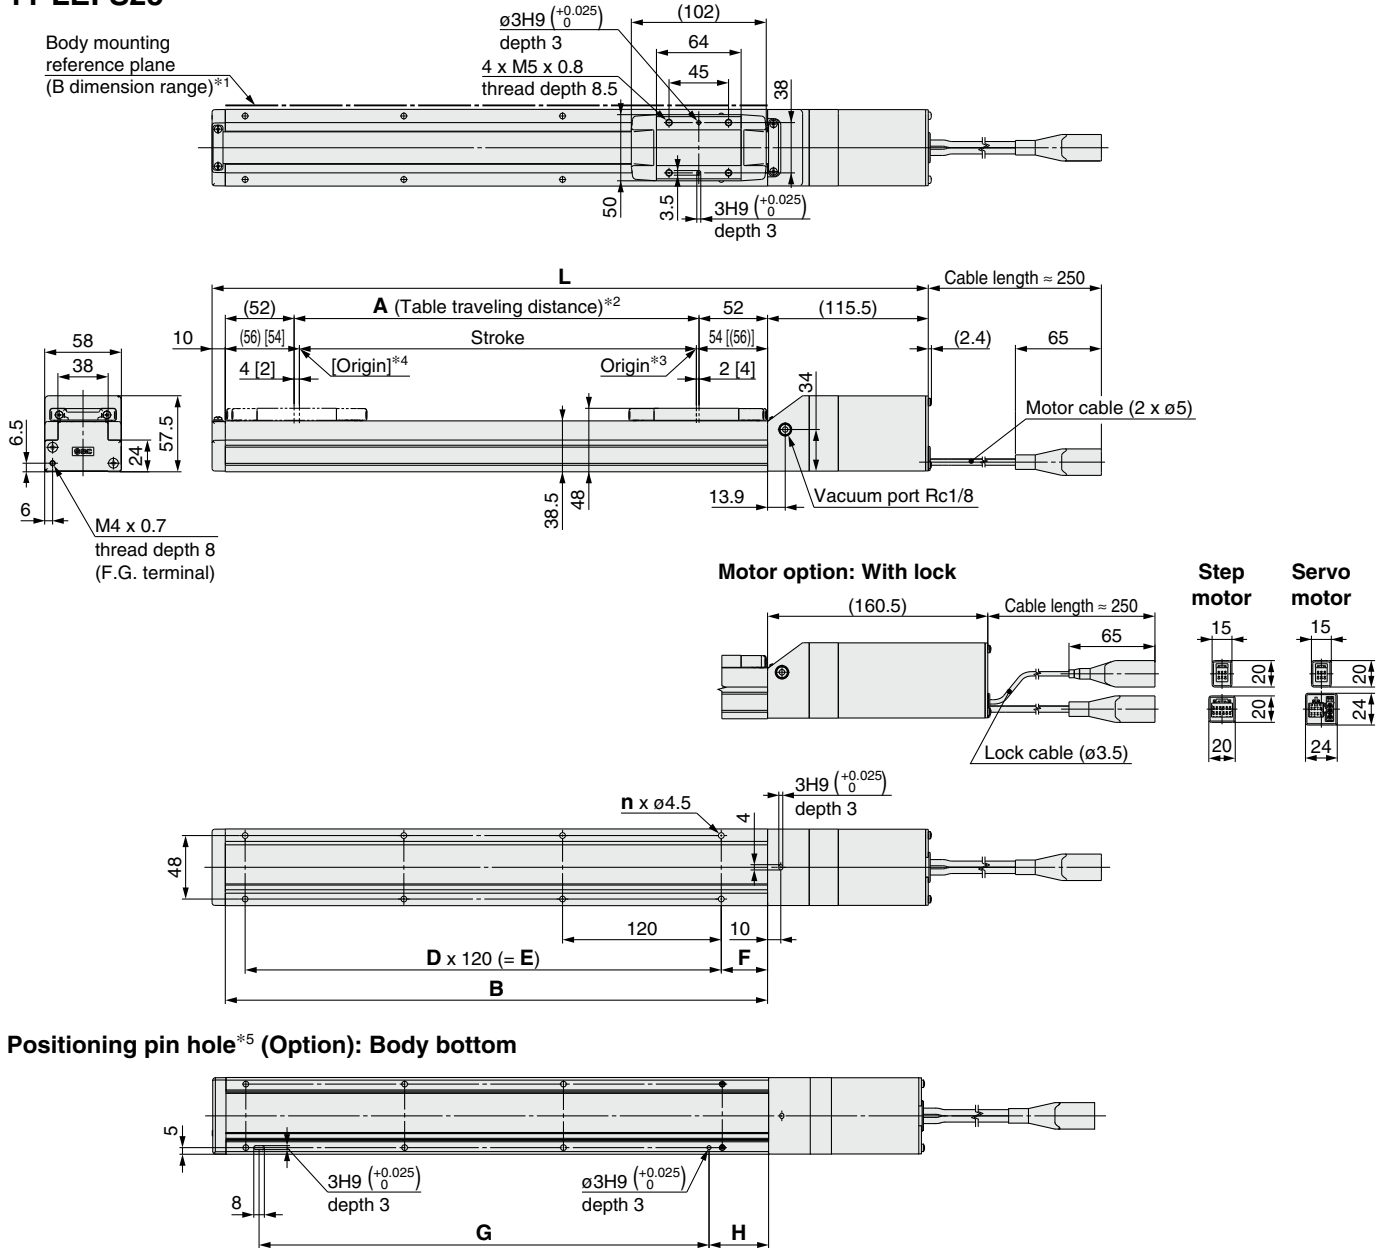 Body mounting
reference plane
(B dimension range)*1
ø3H9 (+0.025 0)
depth 3
4 x M5 x 0.8
thread depth 8.5
(102)
64
45
38
50
3.5
3H9 (+0.025 0)
depth 3
L
Cable length ≈ 250
(52)
A (Table traveling distance)*2
52
(115.5)
10
(56) [54]
Stroke
54 [(56)]
(2.4)
65
4 [2]
[Origin]*4
Origin*3
2 [4]
34
58
38
Motor cable (2 x ø5)
6.5
24
57.5
6
38.5
48
13.9
Vacuum port Rc1/8
M4 x 0.7
thread depth 8
(F.G. terminal)
Motor option: With lock
Step
motor
Servo
motor
(160.5)
Cable length ≈ 250
65
15
15
20
20
20
24
20
24
Lock cable (ø3.5)
n x ø4.5
4
3H9 (+0.025 0)
depth 3
48
120
10
D x 120 (= E)
F
B
Positioning pin hole*5 (Option): Body bottom
5
8
3H9 (+0.025 0)
depth 3
ø3H9 (+0.025 0)
depth 3
G
H